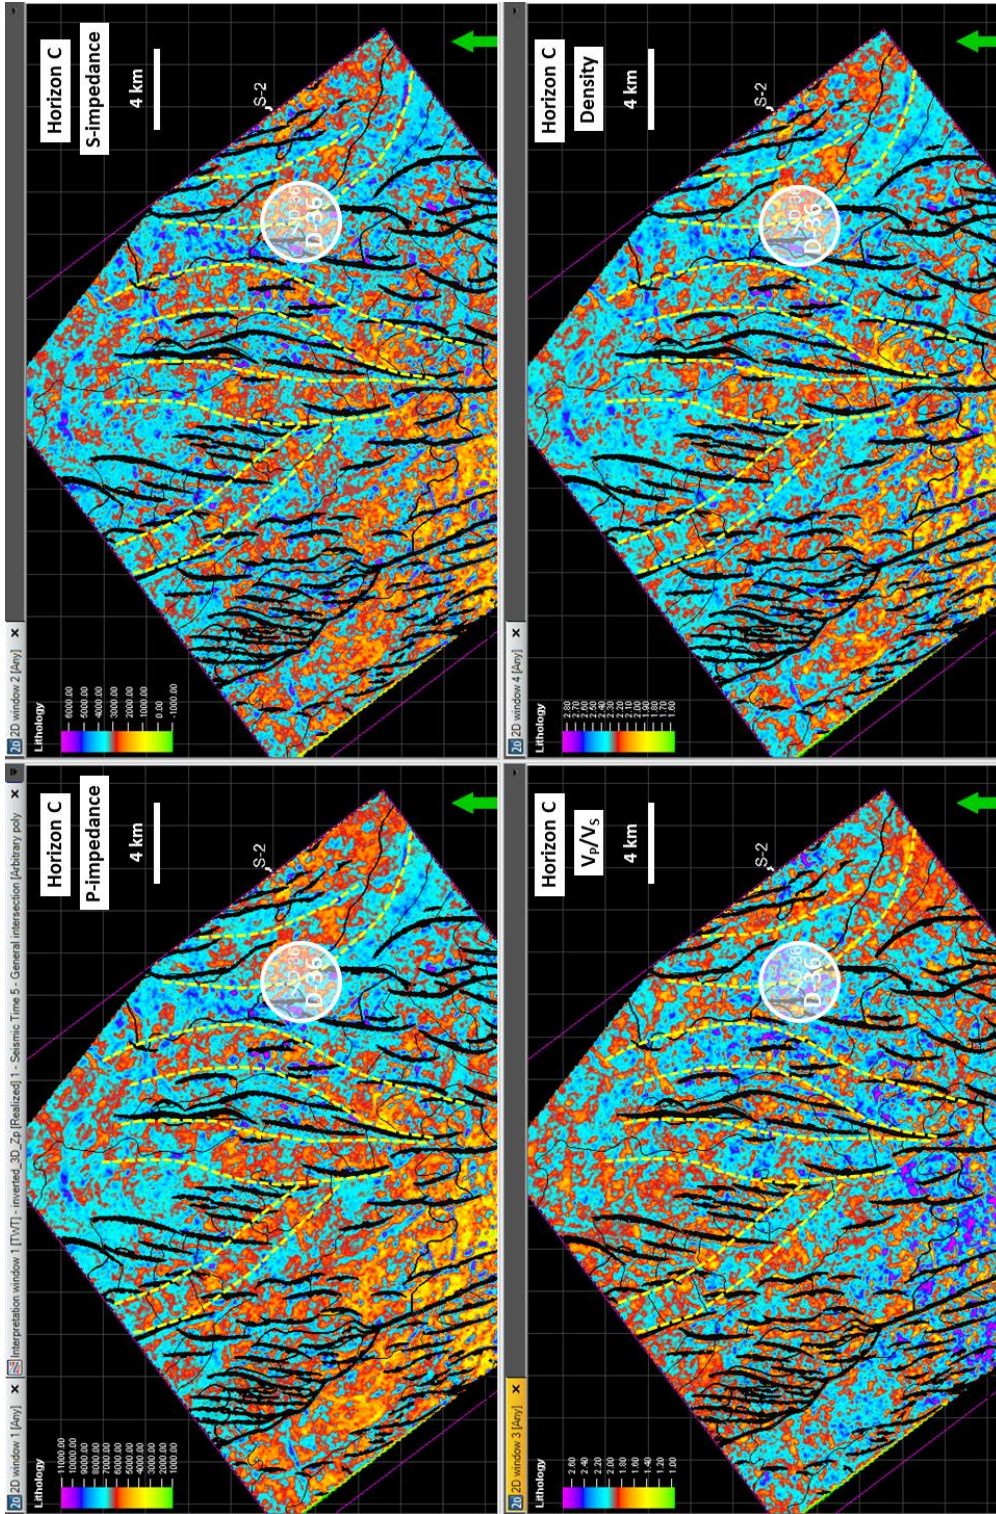 2D window 1 [Any] X
Interpretation window 1 [TWT] - inverted_3D_Zp [Realized] 1 - Seismic Time 5 - General intersection [Arbitrary poly X
Lithology
11000.00
10000.00
9000.00
8000.00
7000.00
6000.00
5000.00
4000.00
3000.00
2000.00
1000.00
Horizon C
P-impedance
4 km
S-2
D-36
D-36
2D window 2 [Any] X
Lithology
6000.00
5000.00
4000.00
3000.00
2000.00
1000.00
0.00
-1000.00
Horizon C
S-impedance
4 km
S-2
D-36
D-36
2D window 3 [Any] X
Lithology
2.60
2.40
2.20
2.00
1.80
1.60
1.40
1.20
1.00
Horizon C
VP/VS
4 km
S-2
D-36
D-36
2D window 4 [Any] X
Lithology
2.80
2.70
2.60
2.50
2.40
2.30
2.20
2.10
2.00
1.90
1.80
1.70
1.60
Horizon C
Density
4 km
S-2
D-36
D-36